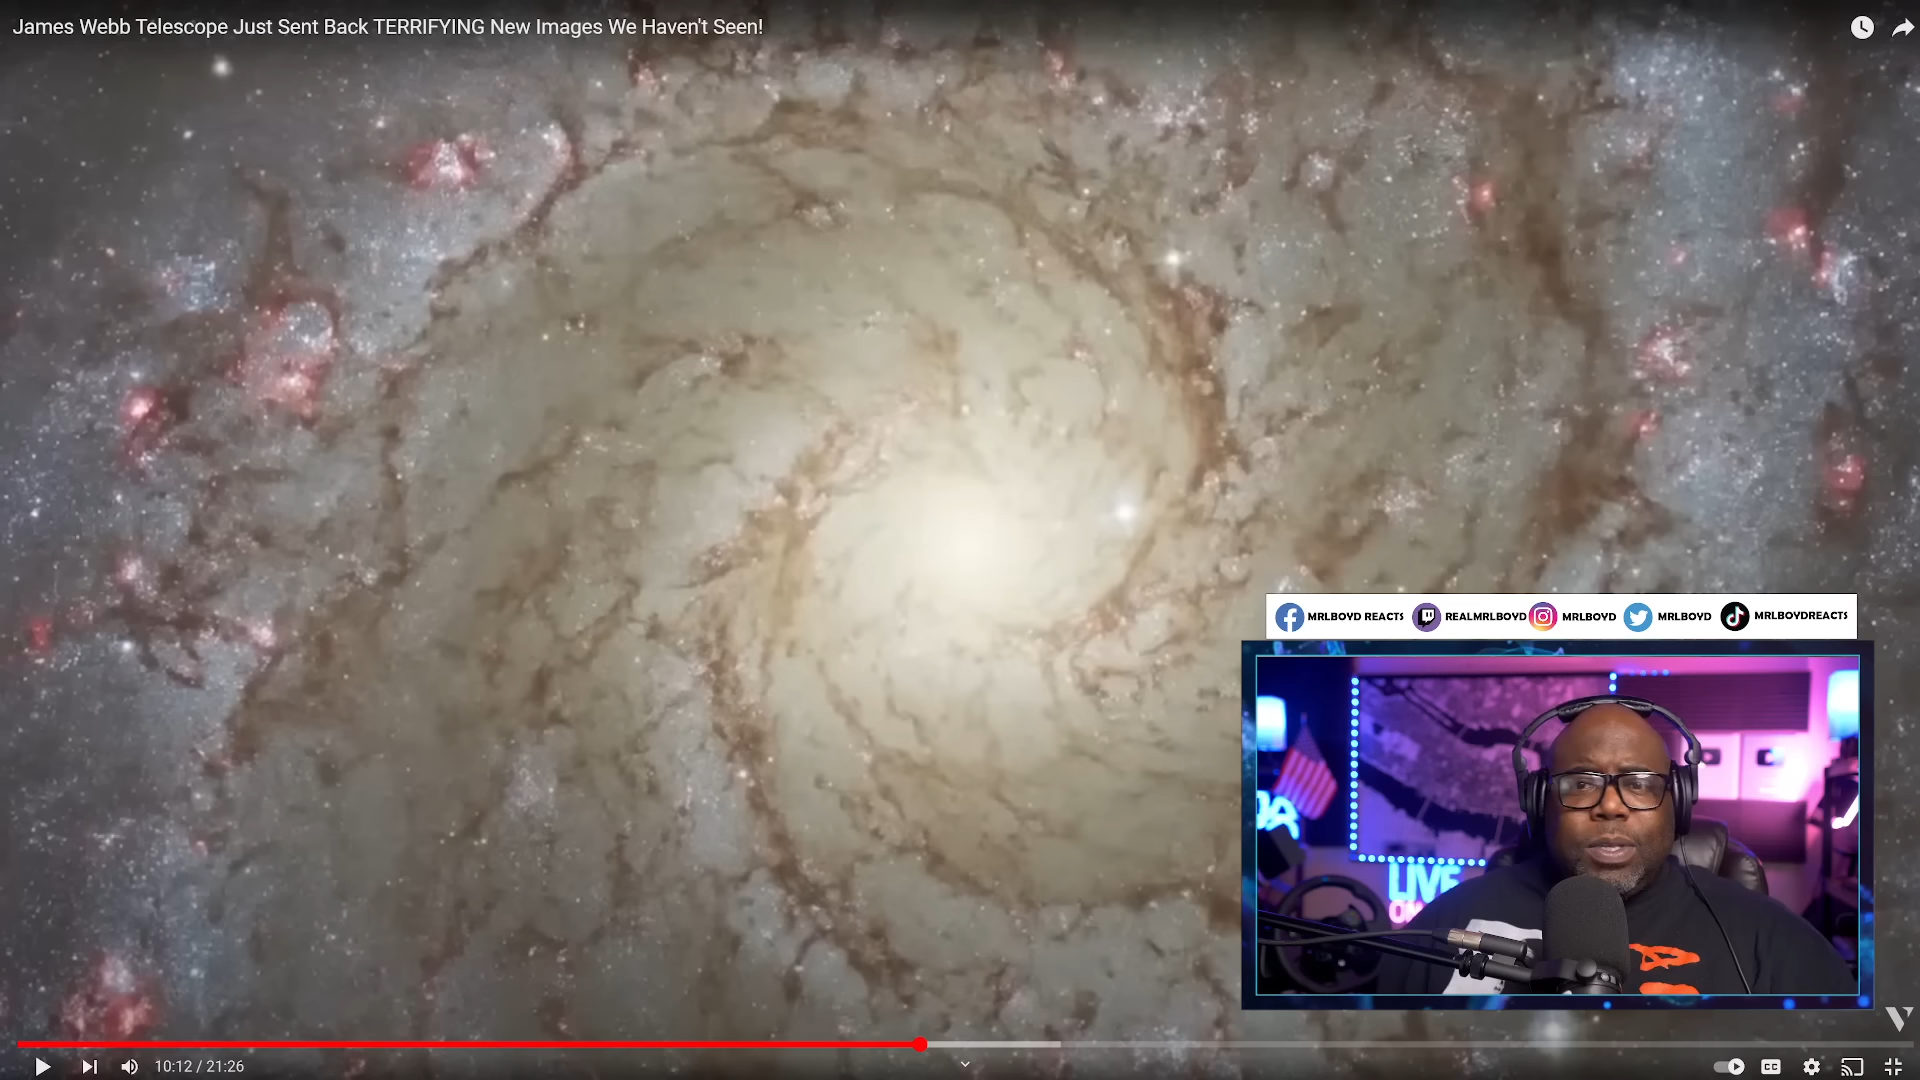 James Webb Telescope Just Sent Back TERRIFYING New Images We Haven't Seen!
MRLBOYD REACTS REALMRLBOYD MRLBOYD MRLBOYD MRLBOYDREACTS
LIVE
10:12 / 21:26
CC